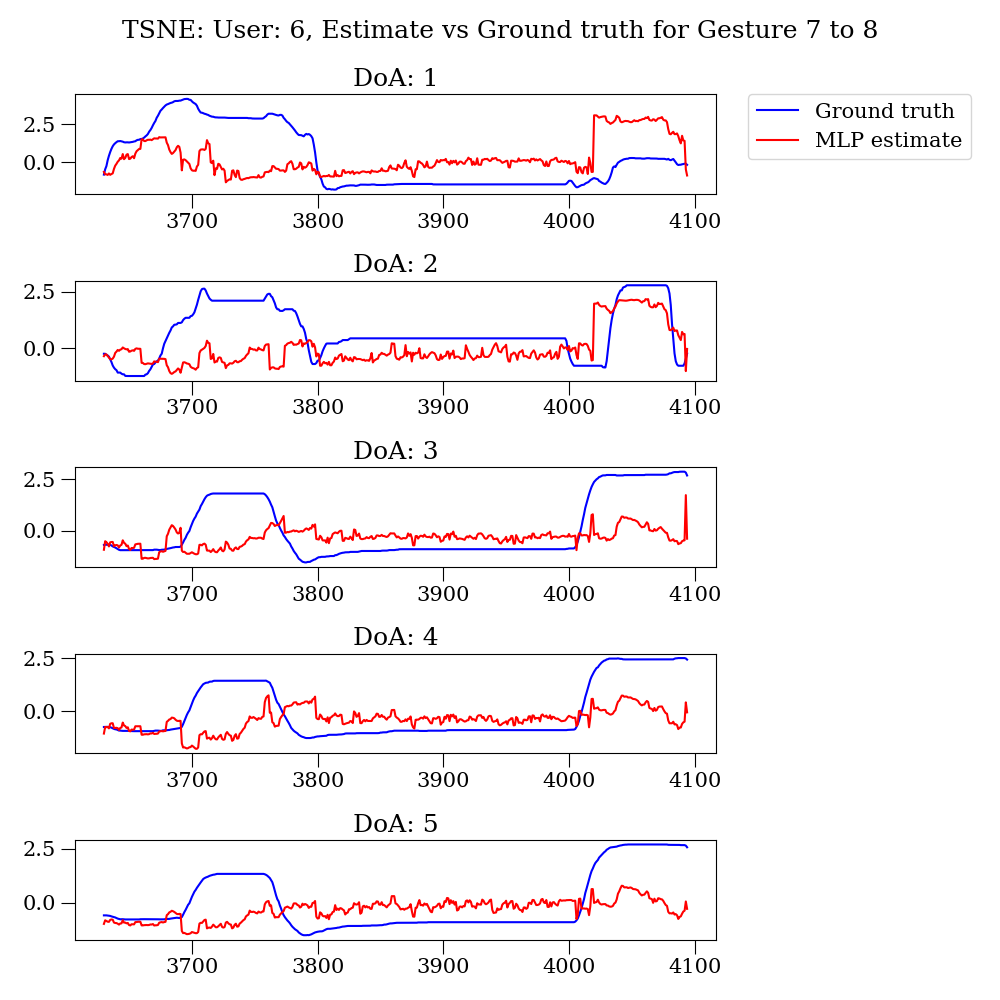 TSNE: User: 6, Estimate vs Ground truth for Gesture 7 to 8
DoA: 1
Ground truth
MLP estimate
2.5
0.0
3700 3800 3900 4000 4100
DoA: 2
2.5
0.0
3700 3800 3900 4000 4100
DoA: 3
2.5
0.0
3700 3800 3900 4000 4100
DoA: 4
2.5
0.0
3700 3800 3900 4000 4100
DoA: 5
2.5
0.0
3700 3800 3900 4000 4100